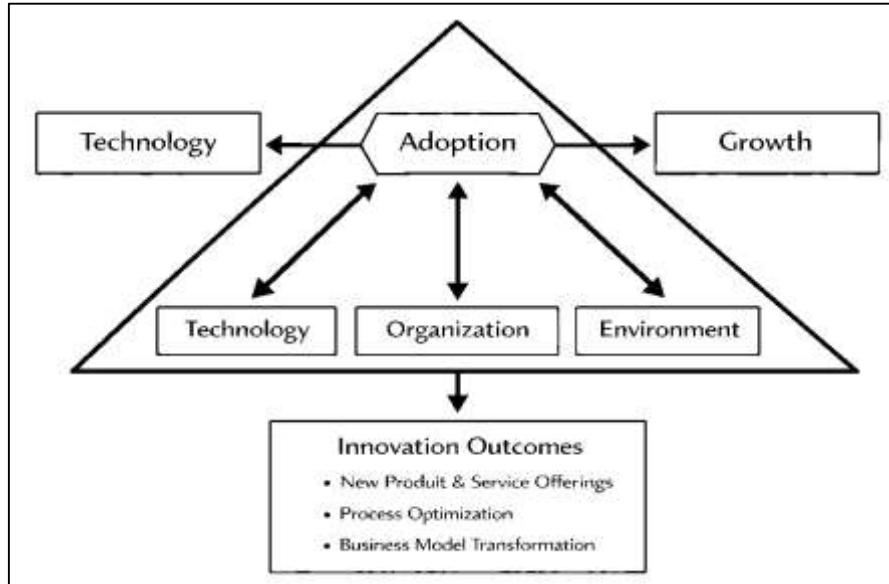 Technology
Adoption
Growth
Technology
Organization
Environment
Innovation Outcomes
• New Produit & Service Offerings
• Process Optimization
• Business Model Transformation